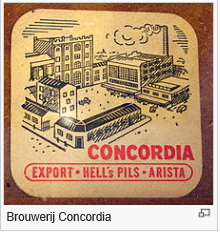 CONCORDIA
EXPORT • HELL's PILS • ARISTA
Brouwerij Concordia